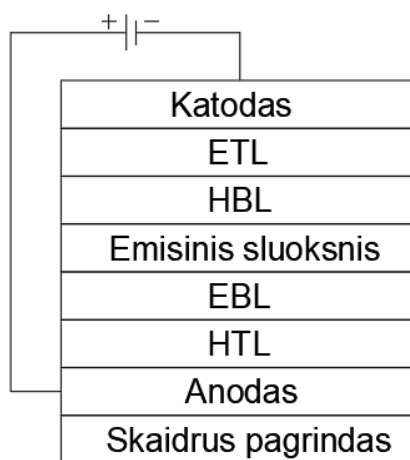 + −
Katodas
ETL
HBL
Emisinis sluoksnis
EBL
HTL
Anodas
Skaidrus pagrindas